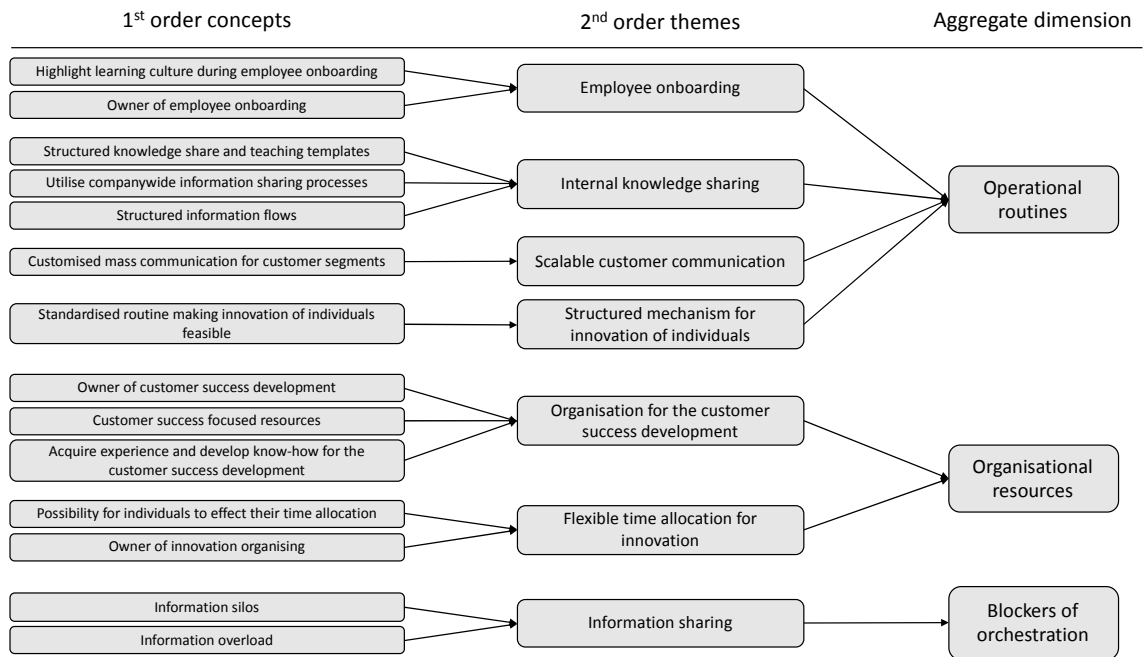 1st order concepts
2nd order themes
Aggregate dimension
Highlight learning culture during employee onboarding
Owner of employee onboarding
Employee onboarding
Structured knowledge share and teaching templates
Utilise companywide information sharing processes
Structured information flows
Internal knowledge sharing
Customised mass communication for customer segments
Scalable customer communication
Standardised routine making innovation of individuals
feasible
Structured mechanism for
innovation of individuals
Operational
routines
Owner of customer success development
Customer success focused resources
Acquire experience and develop know-how for the
customer success development
Organisation for the customer
success development
Possibility for individuals to effect their time allocation
Owner of innovation organising
Flexible time allocation for
innovation
Organisational
resources
Information silos
Information overload
Information sharing
Blockers of
orchestration